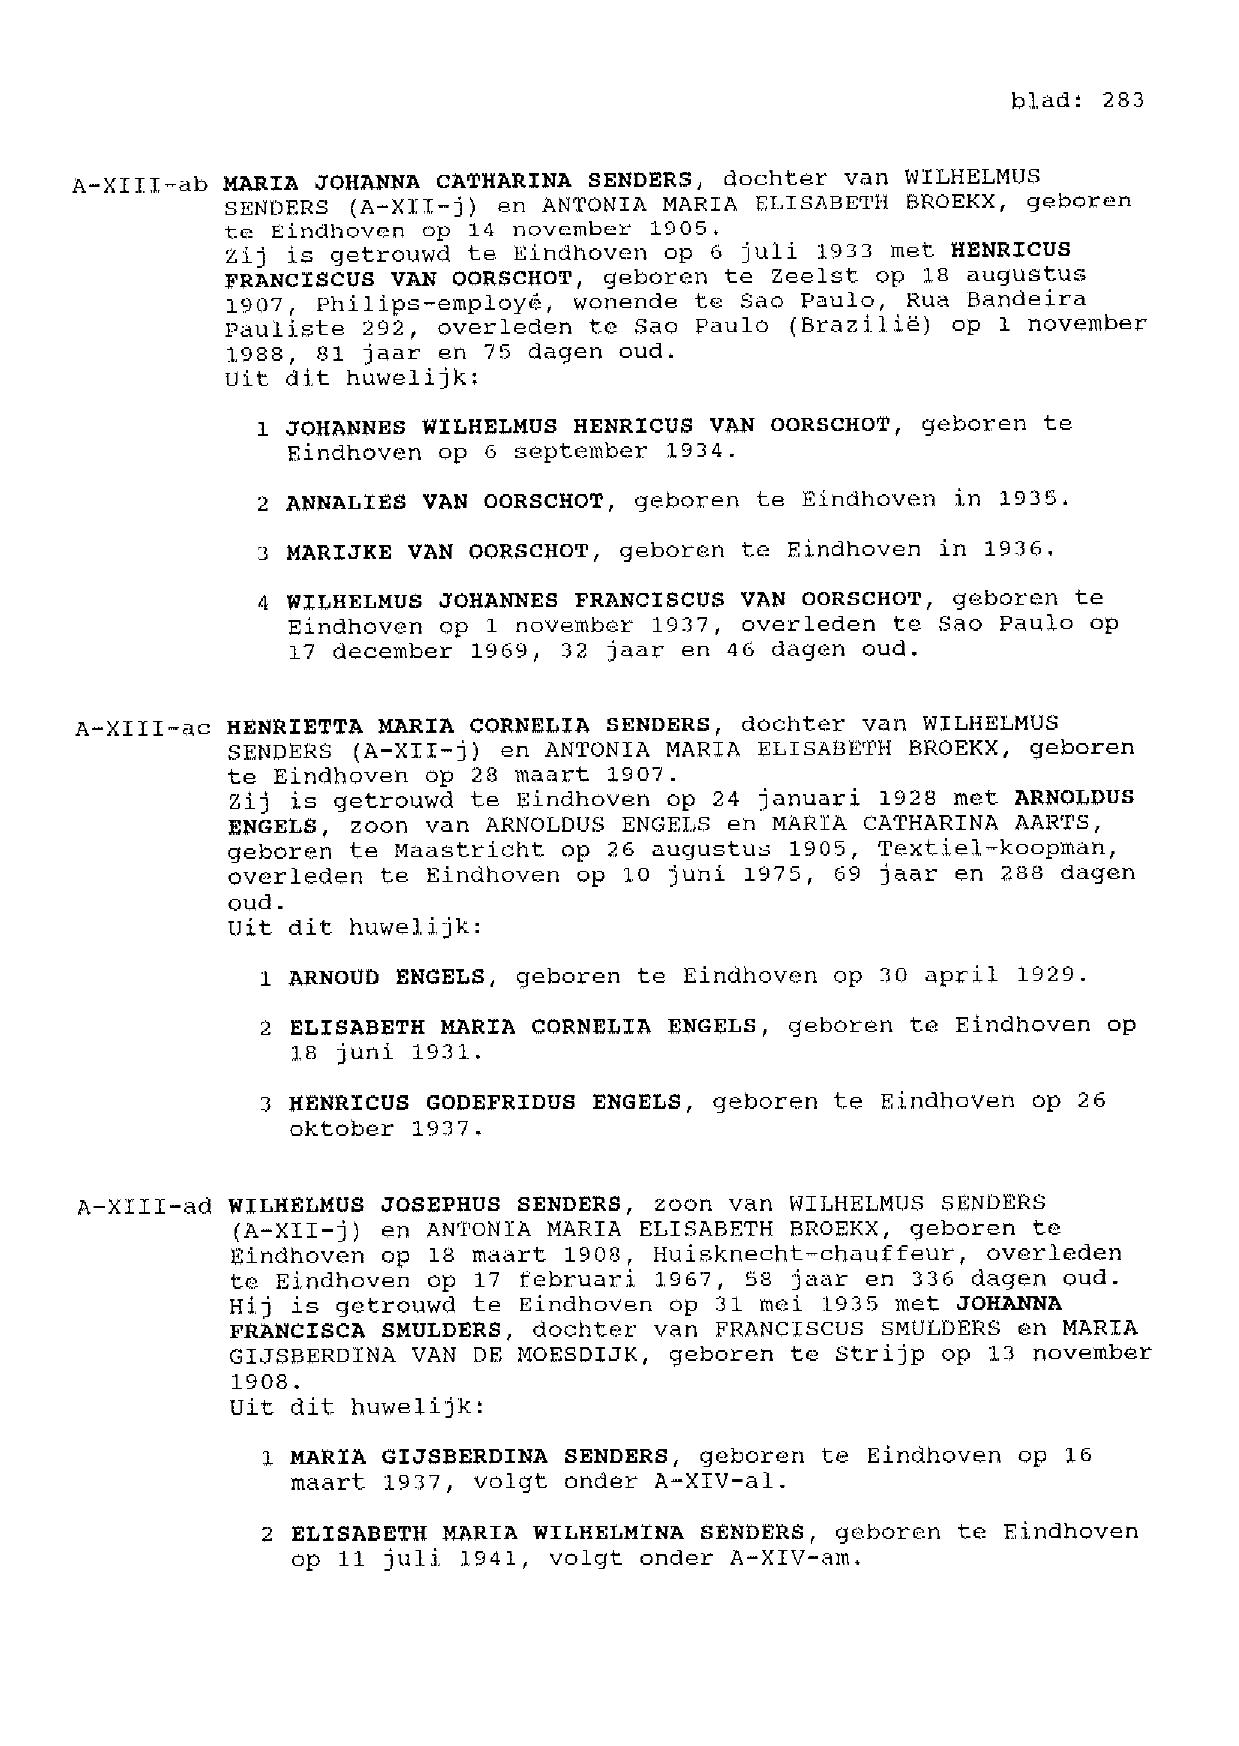 blad: 283
A-XIII-ab MARIA JOHANNA CATHARINA SENDERS, dochter van WILHELMUS
SENDERS (A-XII-j) en ANTONIA MARIA ELISABETH BROEKX, geboren
te Eindhoven op 14 november 1905.
Zij is getrouwd te Eindhoven op 6 juli 1933 met HENRICUS
FRANCISCUS VAN OORSCHOT, geboren te Zeelst op 18 augustus
1907, Philips-employé, wonende te Sao Paulo, Rua Bandeira
Pauliste 292, overleden te Sao Paulo (Brazilië) op 1 november
1988, 81 jaar en 75 dagen oud.
Uit dit huwelijk:
1 JOHANNES WILHELMUS HENRICUS VAN OORSCHOT, geboren te
Eindhoven op 6 september 1934.
2 ANNALIES VAN OORSCHOT, geboren te Eindhoven in 1935.
3 MARIJKE VAN OORSCHOT, geboren te Eindhoven in 1936.
4 WILHELMUS JOHANNES FRANCISCUS VAN OORSCHOT, geboren te
Eindhoven op 1 november 1937, overleden te Sao Paulo op
17 december 1969, 32 jaar en 46 dagen oud.
A-XIII-ac HENRIETTA MARIA CORNELIA SENDERS, dochter van WILHELMUS
SENDERS (A-XII-j) en ANTONIA MARIA ELISABETH BROEKX, geboren
te Eindhoven op 28 maart 1907.
Zij is getrouwd te Eindhoven op 24 januari 1928 met ARNOLDUS
ENGELS, zoon van ARNOLDUS ENGELS en MARIA CATHARINA AARTS,
geboren te Maastricht op 26 augustus 1905, Textiel-koopman,
overleden te Eindhoven op 10 juni 1975, 69 jaar en 288 dagen
oud.
Uit dit huwelijk:
1 ARNOUD ENGELS, geboren te Eindhoven op 30 april 1929.
2 ELISABETH MARIA CORNELIA ENGELS, geboren te Eindhoven op
18 juni 1931.
3 HENRICUS GODEFRIDUS ENGELS, geboren te Eindhoven op 26
oktober 1937.
A-XIII-ad WILHELMUS JOSEPHUS SENDERS, zoon van WILHELMUS SENDERS
(A-XII-j) en ANTONIA MARIA ELISABETH BROEKX, geboren te
Eindhoven op 18 maart 1908, Huisknecht-chauffeur, overleden
te Eindhoven op 17 februari 1967, 58 jaar en 336 dagen oud.
Hij is getrouwd te Eindhoven op 31 mei 1935 met JOHANNA
FRANCISCA SMULDERS, dochter van FRANCISCUS SMULDERS en MARIA
GIJSBERDINA VAN DE MOESDIJK, geboren te Strijp op 13 november
1908.
Uit dit huwelijk:
1 MARIA GIJSBERDINA SENDERS, geboren te Eindhoven op 16
maart 1937, volgt onder A-XIV-al.
2 ELISABETH MARIA WILHELMINA SENDERS, geboren te Eindhoven
op 11 juli 1941, volgt onder A-XIV-am.